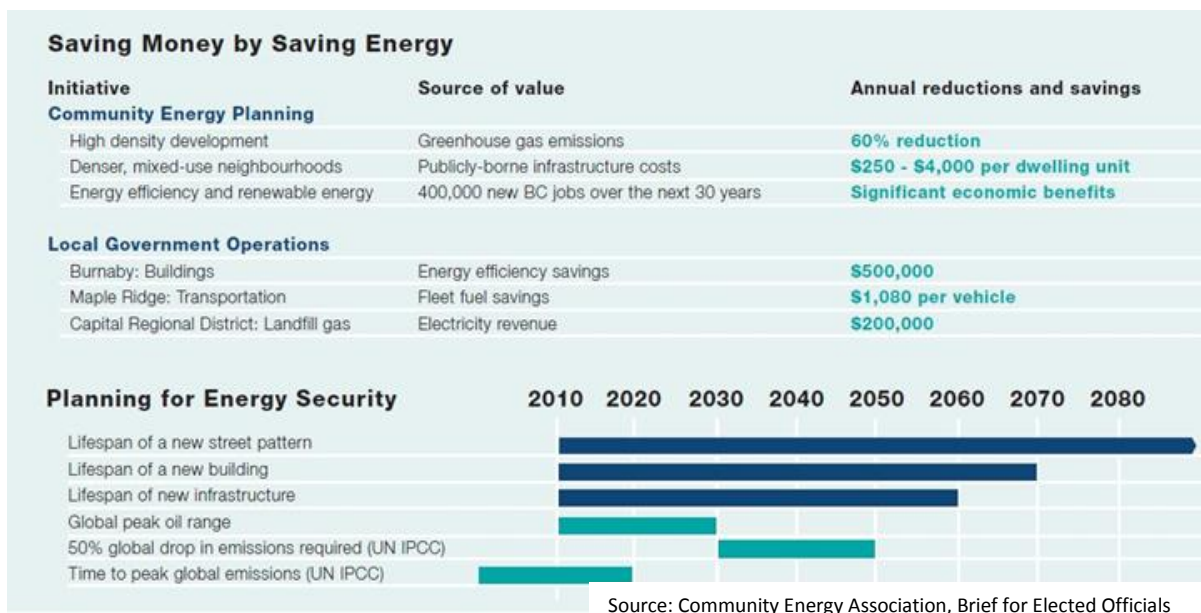 Saving Money by Saving Energy
Initiative Source of value Annual reductions and savings
Community Energy Planning
High density development Greenhouse gas emissions 60% reduction
Denser, mixed-use neighbourhoods Publicly-borne infrastructure costs $250 - $4,000 per dwelling unit
Energy efficiency and renewable energy 400,000 new BC jobs over the next 30 years Significant economic benefits
Local Government Operations
Burnaby: Buildings Energy efficiency savings $500,000
Maple Ridge: Transportation Fleet fuel savings $1,080 per vehicle
Capital Regional District: Landfill gas Electricity revenue $200,000
Planning for Energy Security 2010 2020 2030 2040 2050 2060 2070 2080
Lifespan of a new street pattern
Lifespan of a new building
Lifespan of new infrastructure
Global peak oil range
50% global drop in emissions required (UN IPCC)
Time to peak global emissions (UN IPCC)
Source: Community Energy Association, Brief for Elected Officials